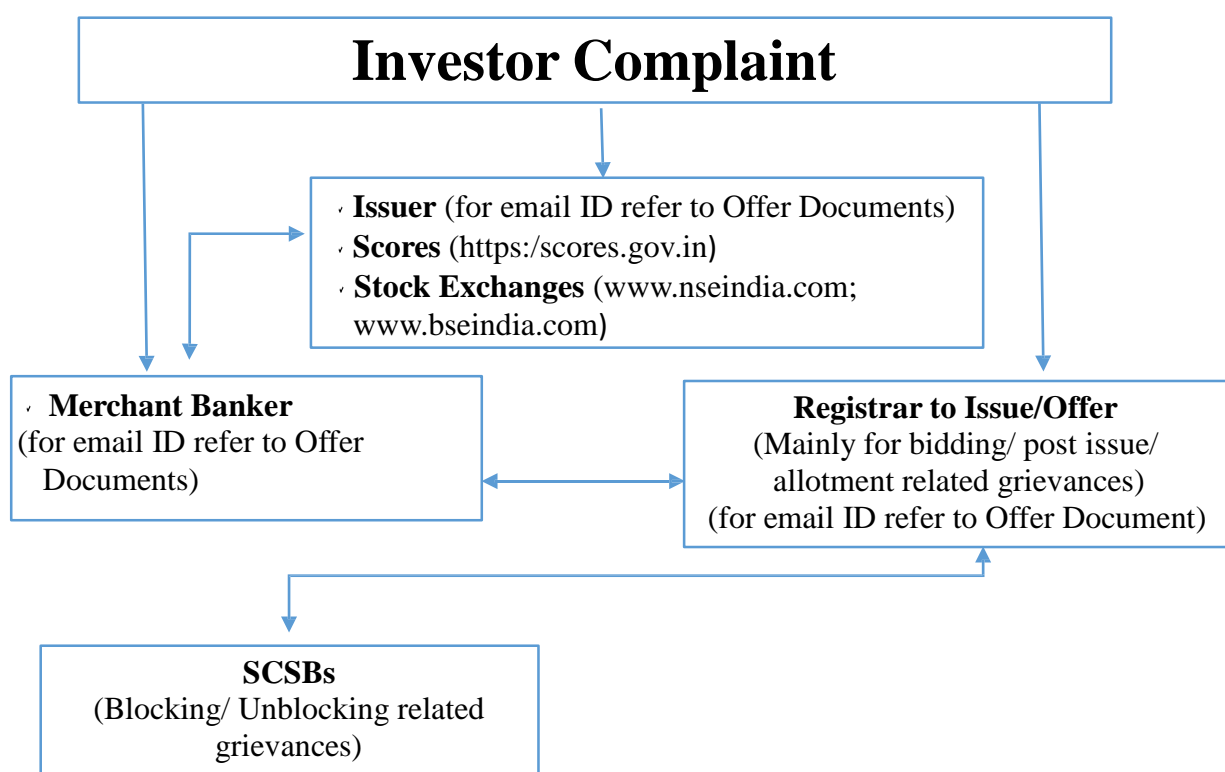 Investor Complaint
✓ Issuer (for email ID refer to Offer Documents)
✓ Scores (https:/scores.gov.in)
✓ Stock Exchanges (www.nseindia.com;
www.bseindia.com)
✓ Merchant Banker
(for email ID refer to Offer
Documents)
Registrar to Issue/Offer
(Mainly for bidding/ post issue/
allotment related grievances)
(for email ID refer to Offer Document)
SCSBs
(Blocking/ Unblocking related
grievances)